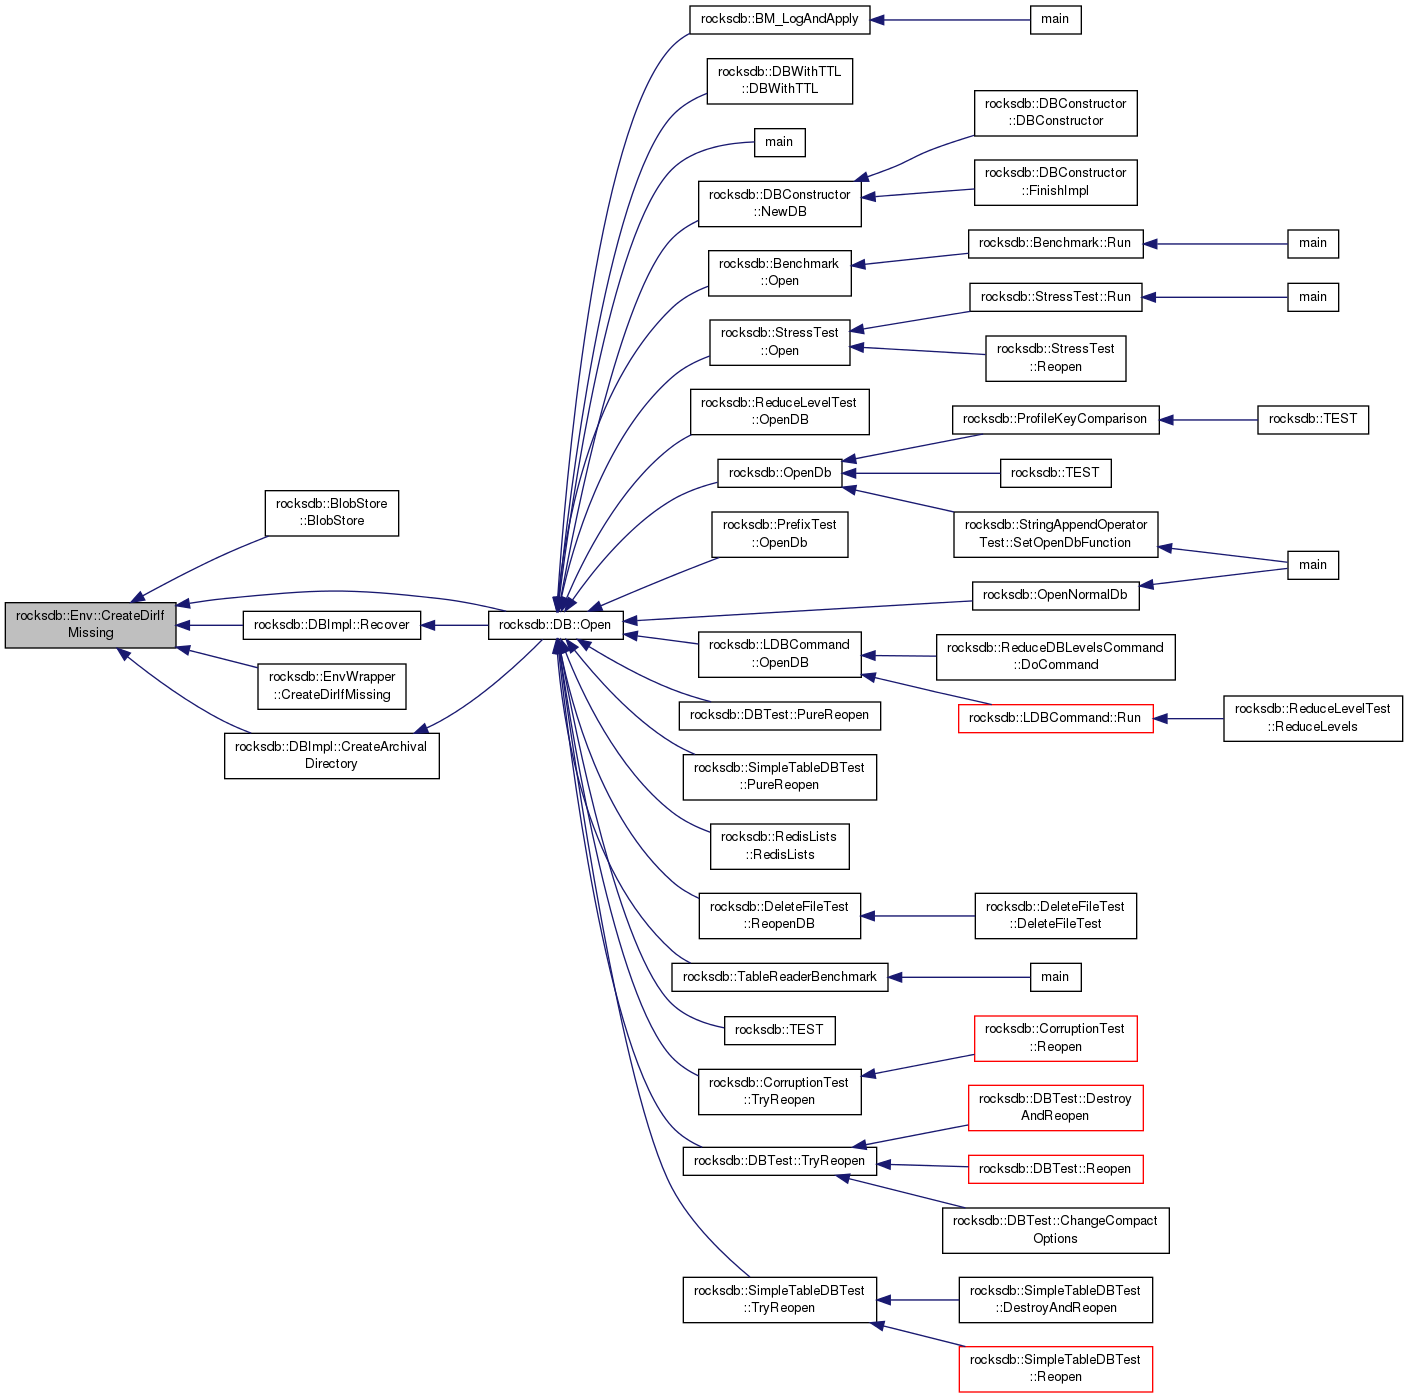 rocksdb::Env::CreateDirIf
Missing
rocksdb::BlobStore
::BlobStore
rocksdb::DBImpl::Recover
rocksdb::EnvWrapper
::CreateDirIfMissing
rocksdb::DBImpl::CreateArchival
Directory
rocksdb::DB::Open
rocksdb::BM_LogAndApply
main
rocksdb::DBWithTTL
::DBWithTTL
main
rocksdb::DBConstructor
::NewDB
rocksdb::DBConstructor
::DBConstructor
rocksdb::DBConstructor
::FinishImpl
rocksdb::Benchmark
::Open
rocksdb::Benchmark::Run
main
rocksdb::StressTest
::Open
rocksdb::StressTest::Run
main
rocksdb::StressTest
::Reopen
rocksdb::ReduceLevelTest
::OpenDB
rocksdb::OpenDb
rocksdb::ProfileKeyComparison
rocksdb::TEST
rocksdb::TEST
rocksdb::StringAppendOperator
Test::SetOpenDbFunction
main
rocksdb::PrefixTest
::OpenDb
rocksdb::OpenNormalDb
rocksdb::LDBCommand
::OpenDB
rocksdb::ReduceDBLevelsCommand
::DoCommand
rocksdb::LDBCommand::Run
rocksdb::ReduceLevelTest
::ReduceLevels
rocksdb::DBTest::PureReopen
rocksdb::SimpleTableDBTest
::PureReopen
rocksdb::RedisLists
::RedisLists
rocksdb::DeleteFileTest
::ReopenDB
rocksdb::DeleteFileTest
::DeleteFileTest
rocksdb::TableReaderBenchmark
main
rocksdb::TEST
rocksdb::CorruptionTest
::TryReopen
rocksdb::CorruptionTest
::Reopen
rocksdb::DBTest::TryReopen
rocksdb::DBTest::Destroy
AndReopen
rocksdb::DBTest::Reopen
rocksdb::DBTest::ChangeCompact
Options
rocksdb::SimpleTableDBTest
::TryReopen
rocksdb::SimpleTableDBTest
::DestroyAndReopen
rocksdb::SimpleTableDBTest
::Reopen